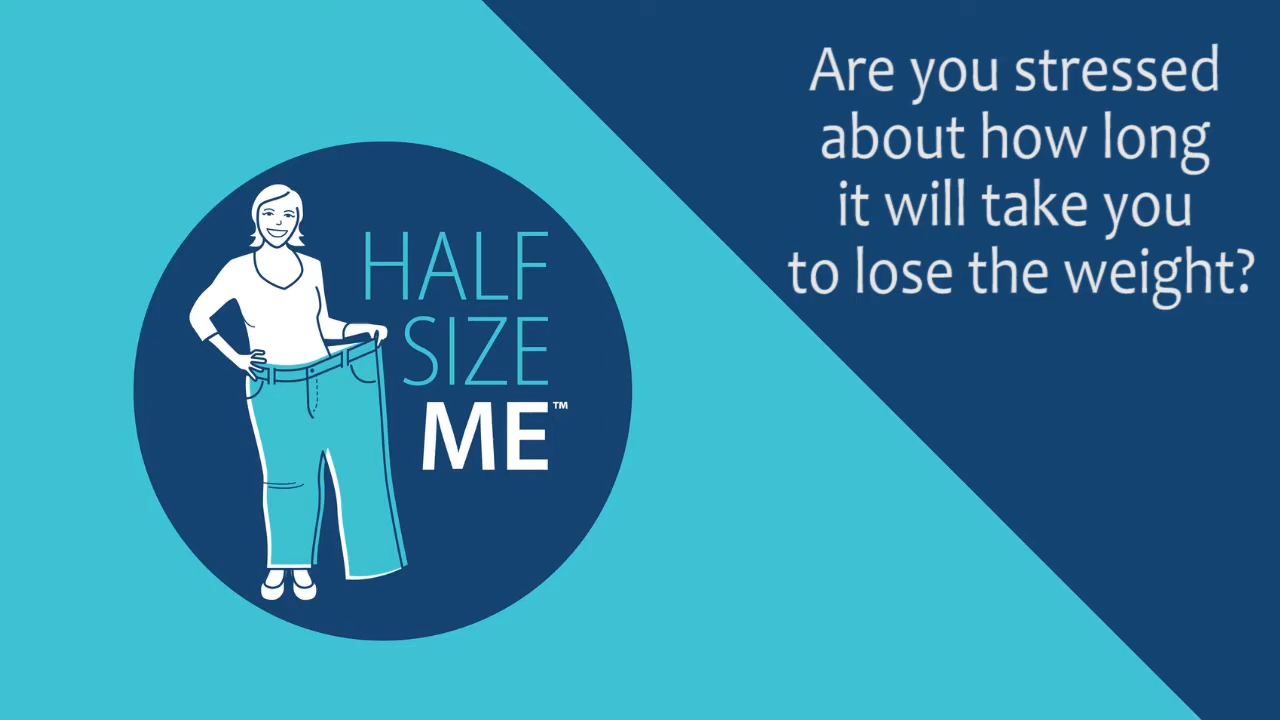 HALF
SIZE
ME™
Are you stressed
about how long
it will take you
to lose the weight?